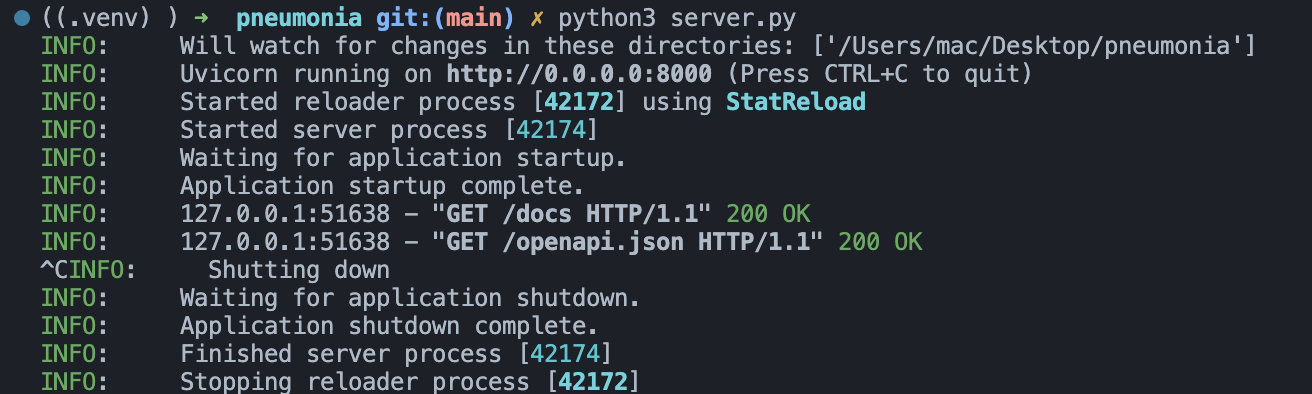 ((.venv) ) ➜  pneumonia git:(main) ✗ python3 server.py
INFO:     Will watch for changes in these directories: ['/Users/mac/Desktop/pneumonia']
INFO:     Uvicorn running on http://0.0.0.0:8000 (Press CTRL+C to quit)
INFO:     Started reloader process [42172] using StatReload
INFO:     Started server process [42174]
INFO:     Waiting for application startup.
INFO:     Application startup complete.
INFO:     127.0.0.1:51638 - "GET /docs HTTP/1.1" 200 OK
INFO:     127.0.0.1:51638 - "GET /openapi.json HTTP/1.1" 200 OK
^CINFO:     Shutting down
INFO:     Waiting for application shutdown.
INFO:     Application shutdown complete.
INFO:     Finished server process [42174]
INFO:     Stopping reloader process [42172]